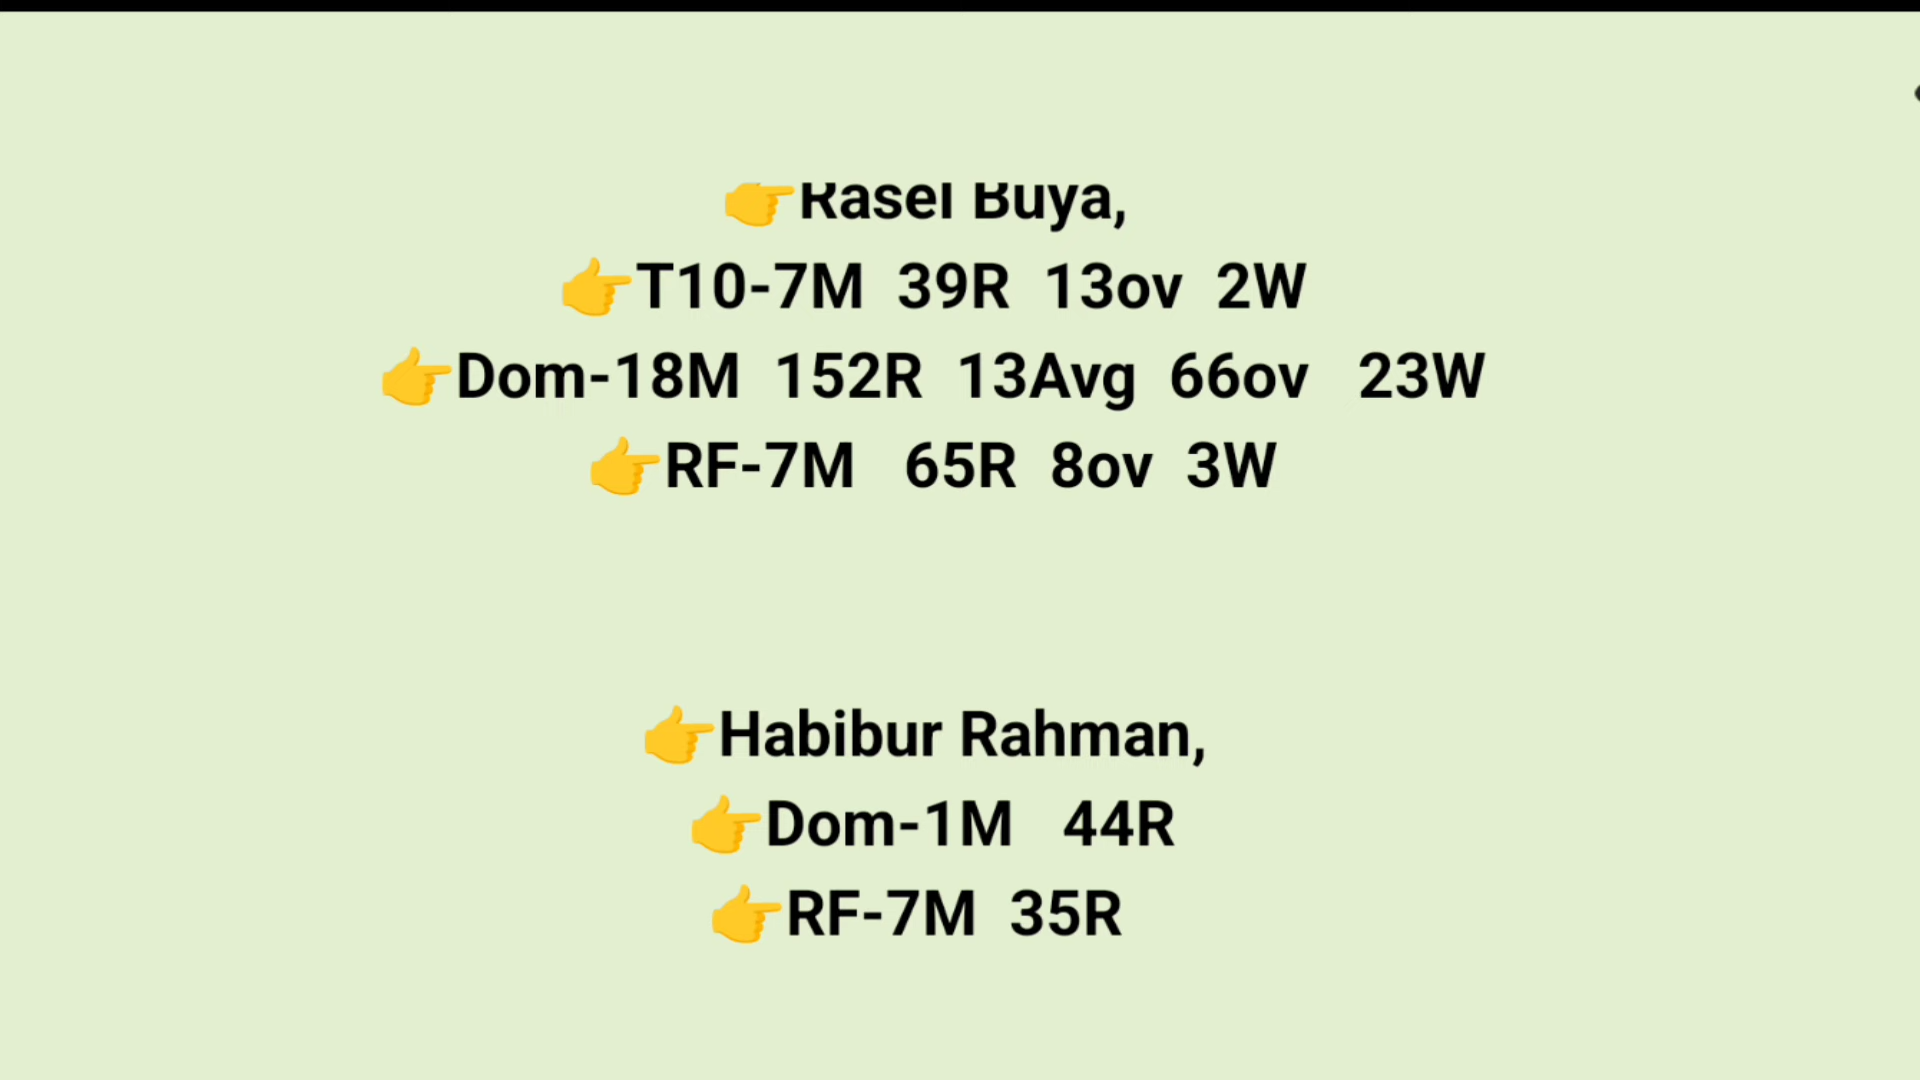 👉Rasel Buya,
👉T10-7M 39R 13ov 2W
👉Dom-18M 152R 13Avg 66ov 23W
👉RF-7M 65R 8ov 3W
👉Habibur Rahman,
👉Dom-1M 44R
👉RF-7M 35R